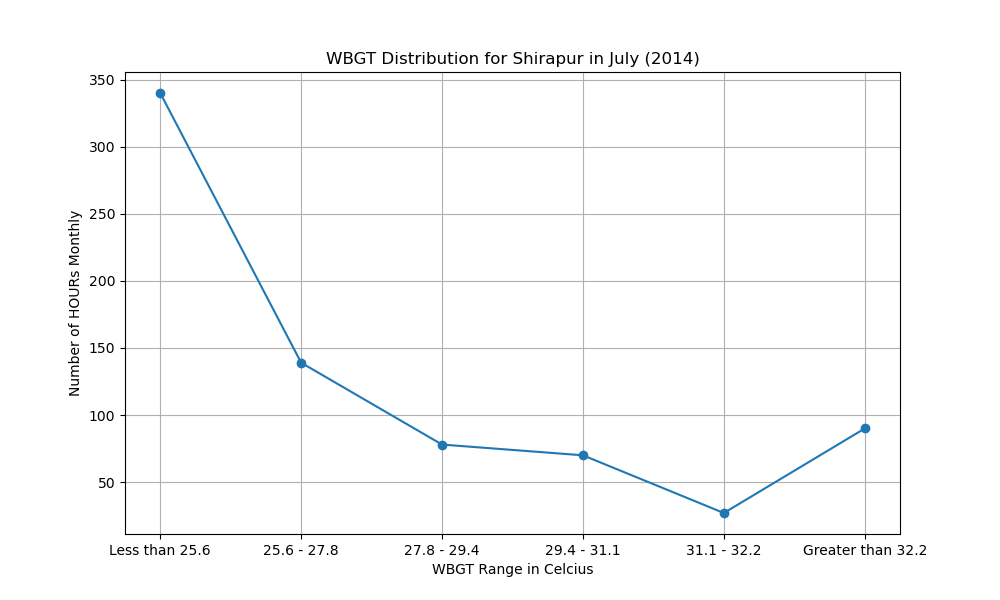 WBGT Distribution for Shirapur in July (2014)
Number of HOURs Monthly
350
300
250
200
150
100
50
Less than 25.6
25.6 - 27.8
27.8 - 29.4
29.4 - 31.1
31.1 - 32.2
Greater than 32.2
WBGT Range in Celcius